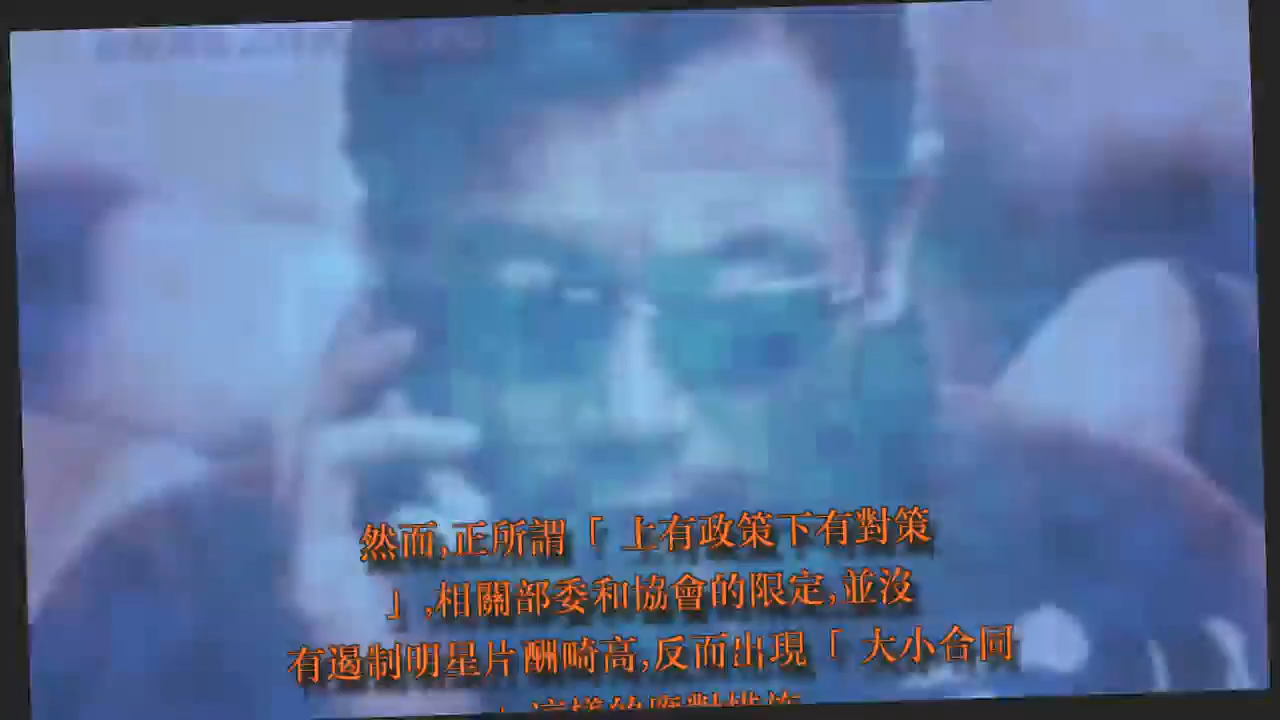 然而,正所謂「 上有政策下有對策
」,相關部委和協會的限定,並沒
有遏制明星片酬畸高,反而出現「 大小合同